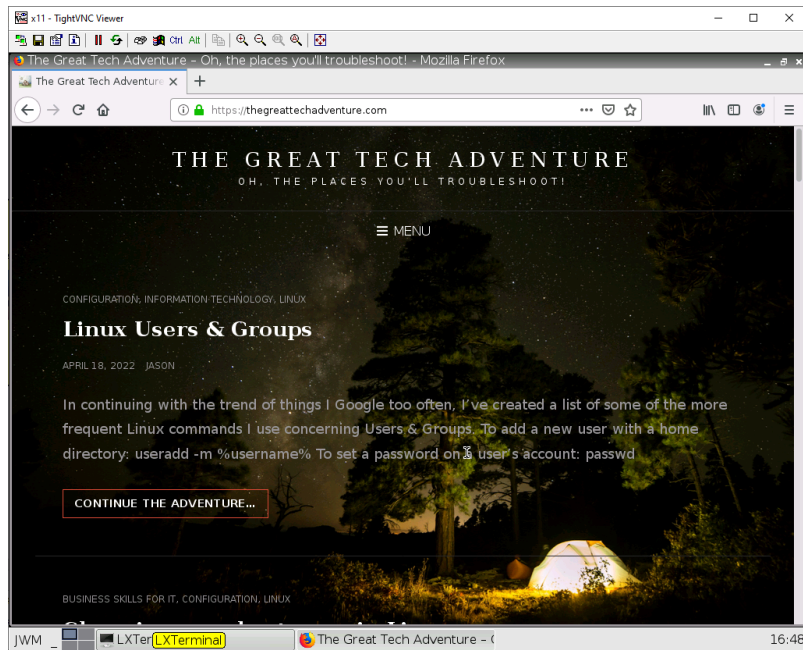 x11 - TightVNC Viewer
Ctrl Alt
The Great Tech Adventure – Oh, the places you'll troubleshoot! - Mozilla Firefox
The Great Tech Adventure
https://thegreattechadventure.com
THE GREAT TECH ADVENTURE
OH, THE PLACES YOU'LL TROUBLESHOOT!
MENU
CONFIGURATION, INFORMATION TECHNOLOGY, LINUX
Linux Users & Groups
APRIL 18, 2022 JASON
In continuing with the trend of things I Google too often, I've created a list of some of the more
frequent Linux commands I use concerning Users & Groups. To add a new user with a home
directory: useradd -m %username% To set a password on a user's account: passwd
CONTINUE THE ADVENTURE...
BUSINESS SKILLS FOR IT, CONFIGURATION, LINUX
JWM LXTer LXTerminal The Great Tech Adventure – 16:48